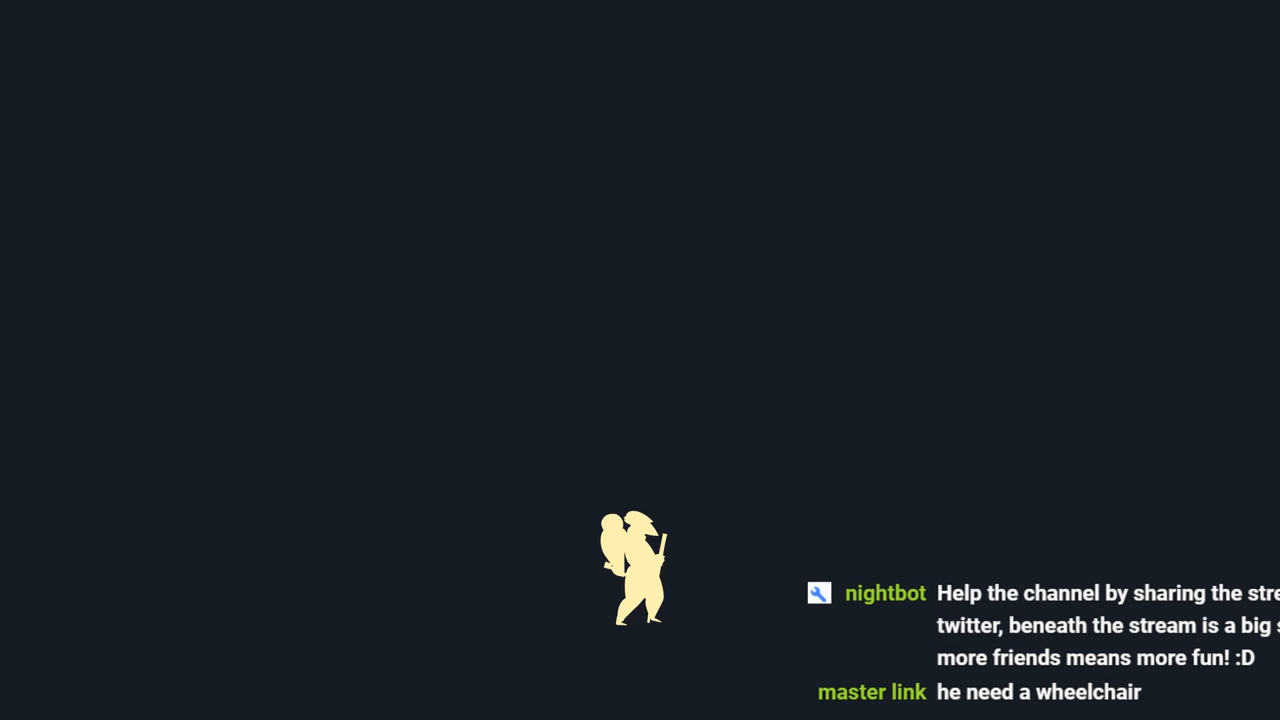 nightbot Help the channel by sharing the
twitter, beneath the stream is a big
more friends means more fun! :D
master link he need a wheelchair